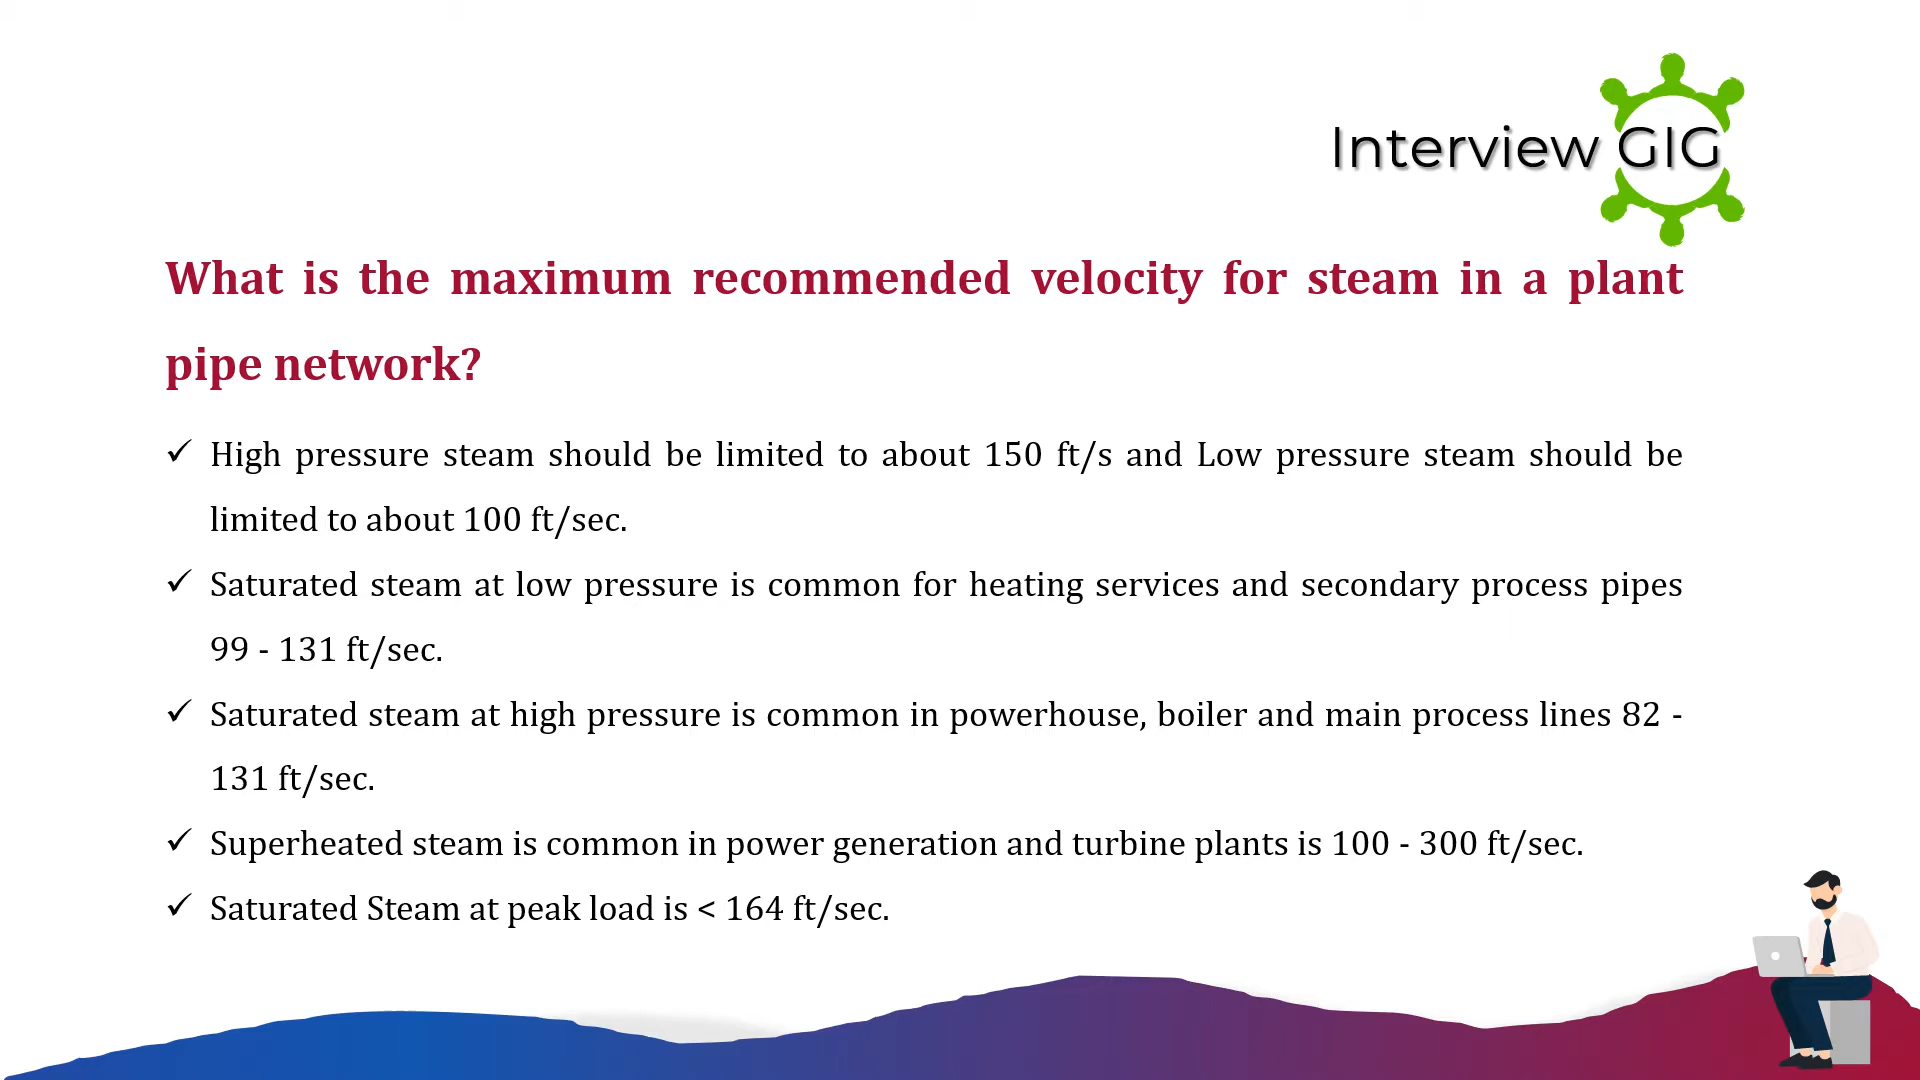 Interview GIG
What is the maximum recommended velocity for steam in a plant
pipe network?
✓ High pressure steam should be limited to about 150 ft/s and Low pressure steam should be
limited to about 100 ft/sec.
✓ Saturated steam at low pressure is common for heating services and secondary process pipes
99 - 131 ft/sec.
✓ Saturated steam at high pressure is common in powerhouse, boiler and main process lines 82 -
131 ft/sec.
✓ Superheated steam is common in power generation and turbine plants is 100 - 300 ft/sec.
✓ Saturated Steam at peak load is < 164 ft/sec.